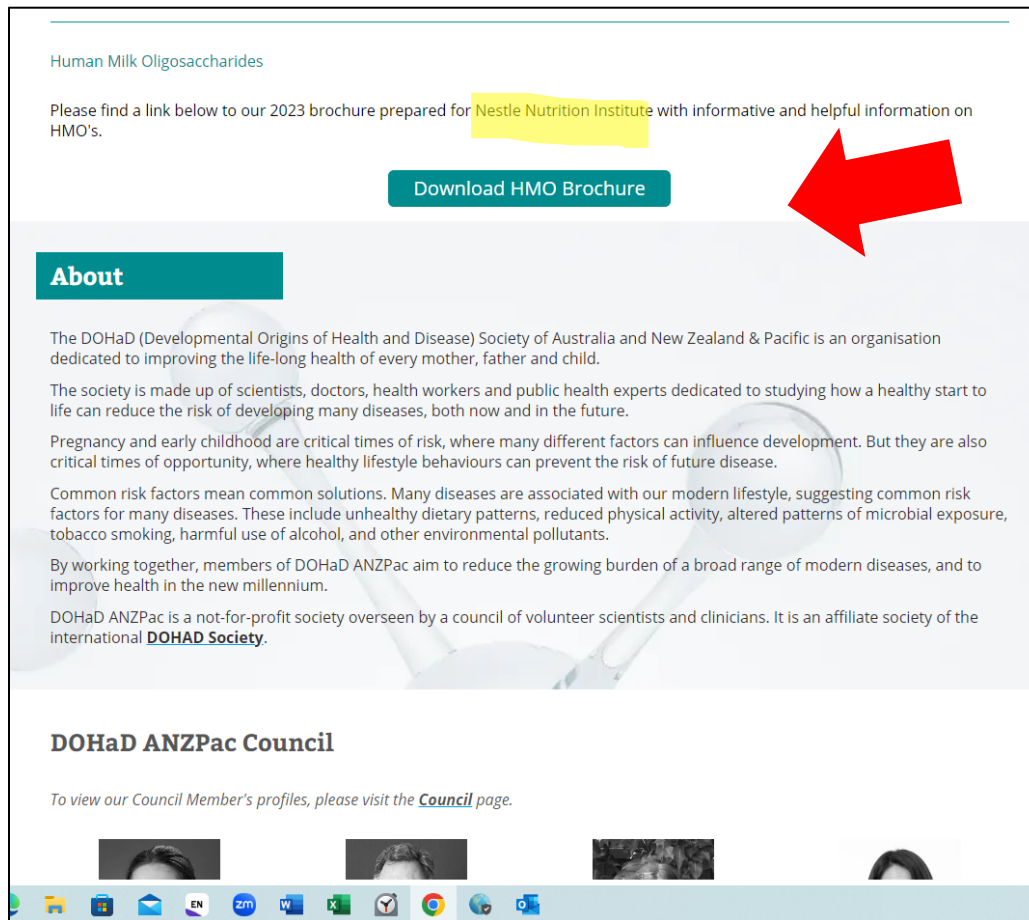 Human Milk Oligosaccharides
Please find a link below to our 2023 brochure prepared for Nestle Nutrition Institute with informative and helpful information on
HMO's.
Download HMO Brochure
About
The DOHaD (Developmental Origins of Health and Disease) Society of Australia and New Zealand & Pacific is an organisation
dedicated to improving the life-long health of every mother, father and child.
The society is made up of scientists, doctors, health workers and public health experts dedicated to studying how a healthy start to
life can reduce the risk of developing many diseases, both now and in the future.
Pregnancy and early childhood are critical times of risk, where many different factors can influence development. But they are also
critical times of opportunity, where healthy lifestyle behaviours can prevent the risk of future disease.
Common risk factors mean common solutions. Many diseases are associated with our modern lifestyle, suggesting common risk
factors for many diseases. These include unhealthy dietary patterns, reduced physical activity, altered patterns of microbial exposure,
tobacco smoking, harmful use of alcohol, and other environmental pollutants.
By working together, members of DOHaD ANZPac aim to reduce the growing burden of a broad range of modern diseases, and to
improve health in the new millennium.
DOHaD ANZPac is a not-for-profit society overseen by a council of volunteer scientists and clinicians. It is an affiliate society of the
international DOHAD Society.
DOHaD ANZPac Council
To view our Council Member's profiles, please visit the Council page.
EN zm W X